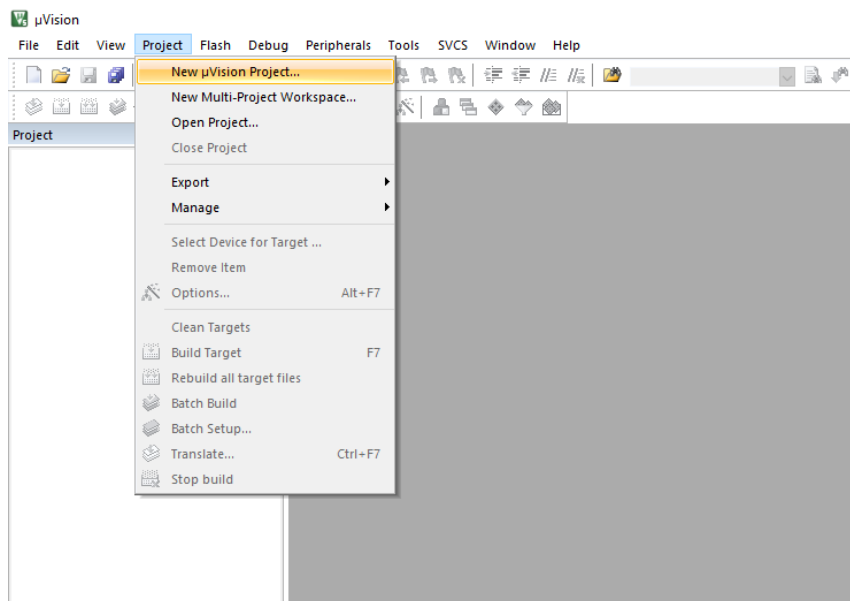 µVision
File Edit View Project Flash Debug Peripherals Tools SVCS Window Help
New µVision Project...
New Multi-Project Workspace...
Open Project...
Close Project
Project
Export
Manage
Select Device for Target ...
Remove Item
Options... Alt+F7
Clean Targets
Build Target F7
Rebuild all target files
Batch Build
Batch Setup...
Translate... Ctrl+F7
Stop build